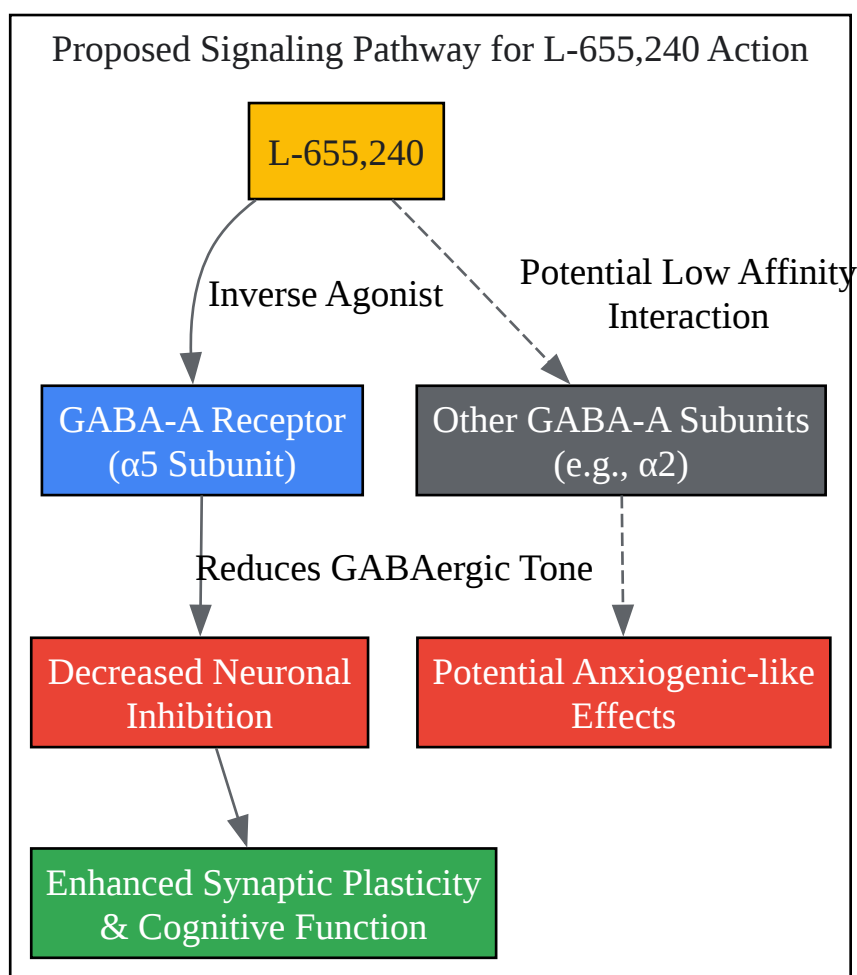 Proposed Signaling Pathway for L-655,240 Action
L-655,240
Inverse Agonist
Potential Low Affinity
Interaction
GABA-A Receptor
(α5 Subunit)
Other GABA-A Subunits
(e.g., α2)
Reduces GABAergic Tone
Decreased Neuronal
Inhibition
Potential Anxiogenic-like
Effects
Enhanced Synaptic Plasticity
& Cognitive Function